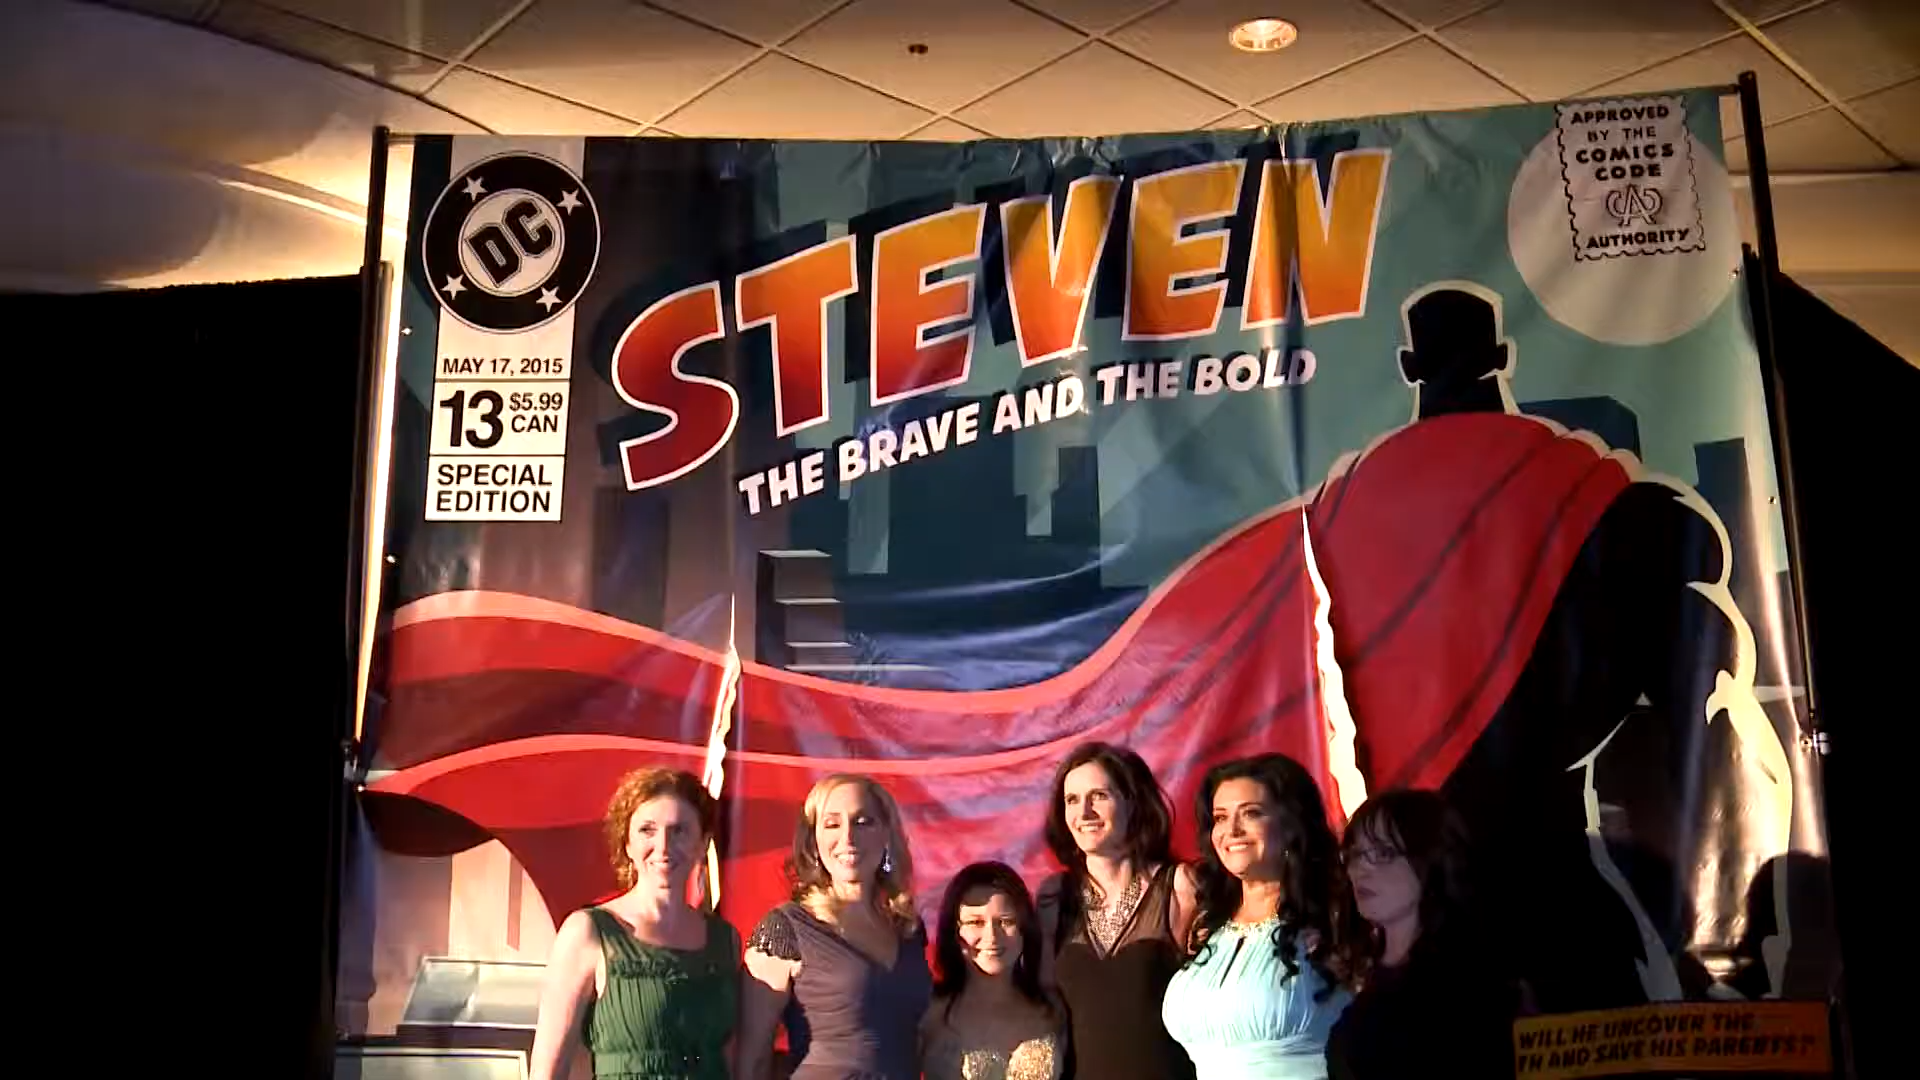 DC
MAY 17, 2015
13 $5.99
CAN
SPECIAL
EDITION
STEVEN
THE BRAVE AND THE BOLD
APPROVED
BY THE
COMICS
CODE
CA
AUTHORITY
WILL HE UNCOVER THE
AND SAVE HIS PARENTS?